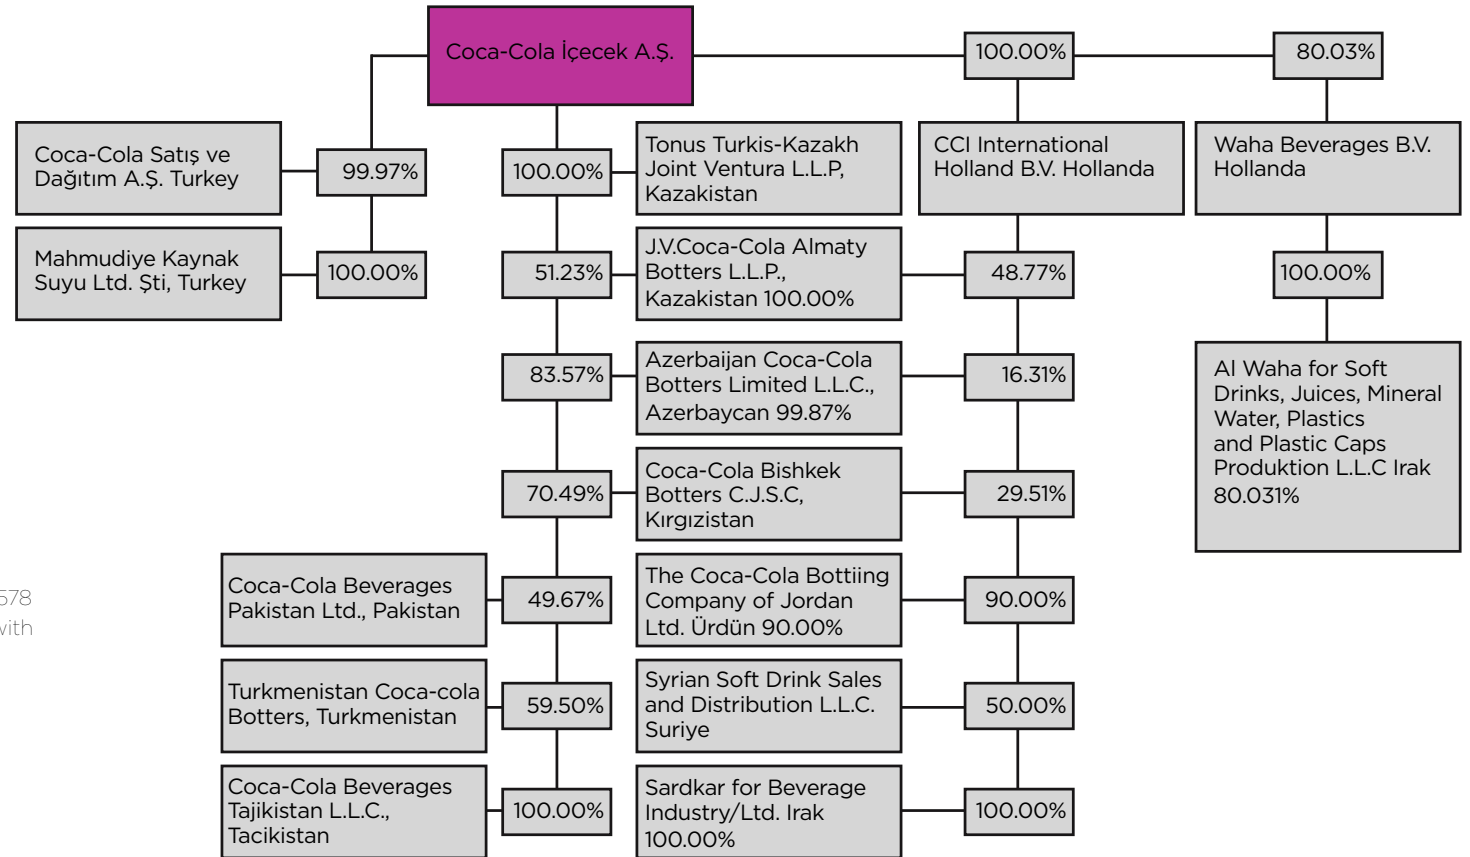 Coca-Cola İçecek A.Ş.
100.00%
80.03%
Coca-Cola Satış ve
Dağıtım A.Ş. Turkey
99.97%
Mahmudiye Kaynak
Suyu Ltd. Şti, Turkey
100.00%
100.00%
Tonus Turkis-Kazakh
Joint Ventura L.L.P,
Kazakistan
51.23%
J.V.Coca-Cola Almaty
Botters L.L.P.,
Kazakistan 100.00%
48.77%
83.57%
Azerbaijan Coca-Cola
Botters Limited L.L.C.,
Azerbaycan 99.87%
16.31%
70.49%
Coca-Cola Bishkek
Botters C.J.S.C,
Kırgızistan
29.51%
Coca-Cola Beverages
Pakistan Ltd., Pakistan
49.67%
The Coca-Cola Bottiing
Company of Jordan
Ltd. Ürdün 90.00%
90.00%
Turkmenistan Coca-cola
Botters, Turkmenistan
59.50%
Syrian Soft Drink Sales
and Distribution L.L.C.
Suriye
50.00%
Coca-Cola Beverages
Tajikistan L.L.C.,
Tacikistan
100.00%
Sardkar for Beverage
Industry/Ltd. Irak
100.00%
100.00%
CCI International
Holland B.V. Hollanda
Waha Beverages B.V.
Hollanda
100.00%
Al Waha for Soft
Drinks, Juices, Mineral
Water, Plastics
and Plastic Caps
Produktion L.L.C Irak
80.031%
578
with